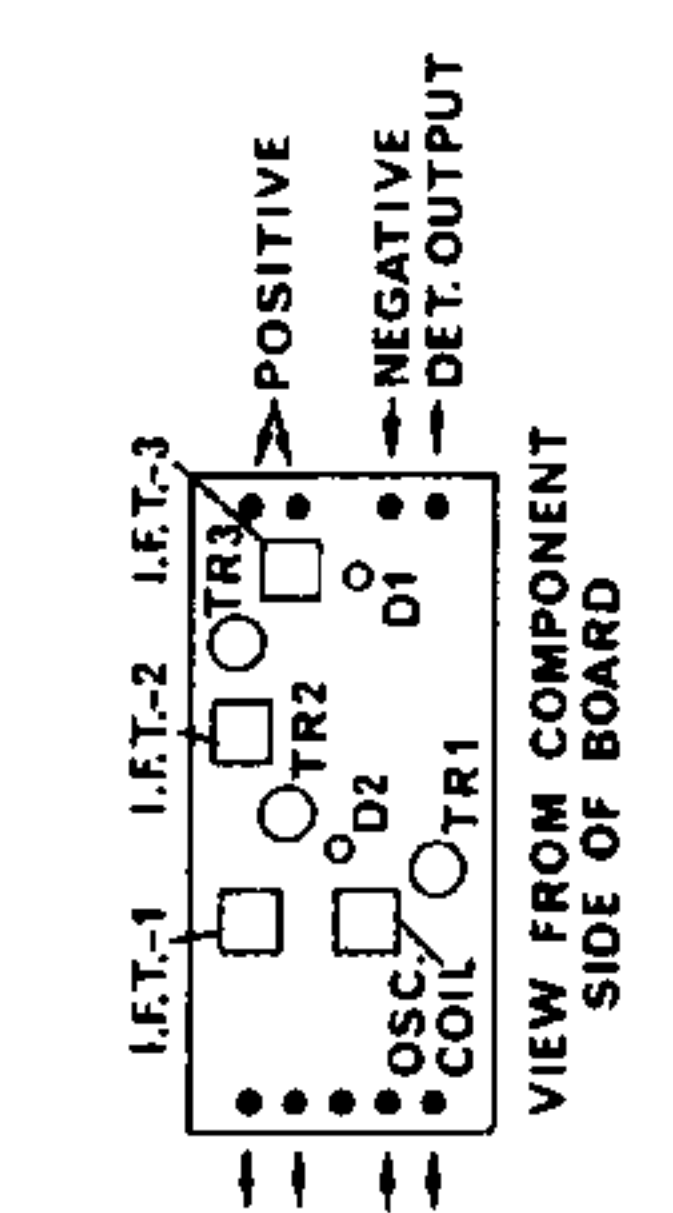 I.F.T.-1
I.F.T.-2
I.F.T.-3
TR3
TR2
D2
D1
TR1
OSC.
COIL
POSITIVE
NEGATIVE
DET. OUTPUT
VIEW FROM COMPONENT
SIDE OF BOARD